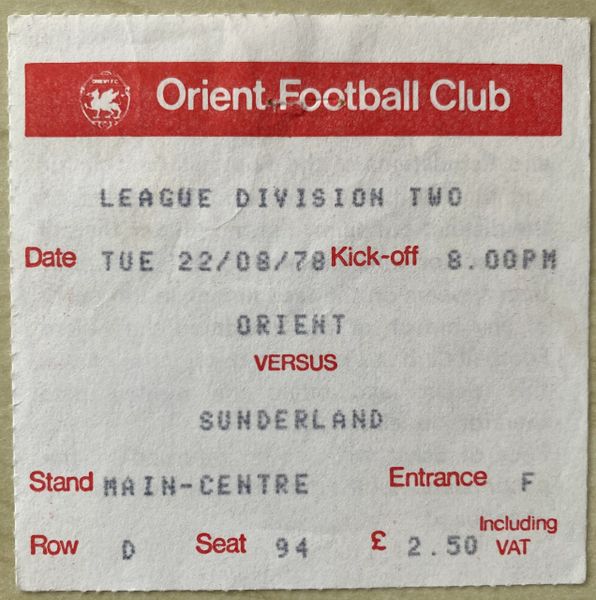 ORIENT F.C.
Orient Football Club
LEAGUE DIVISION TWO
Date TUE 22/08/78 Kick-off 8.00PM
ORIENT
VERSUS
SUNDERLAND
Stand MAIN-CENTRE Entrance F
Row D Seat 94 £ 2.50 Including
VAT